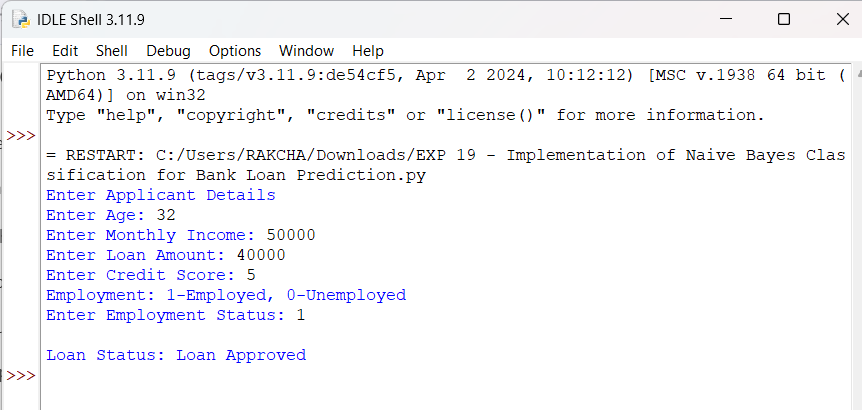 IDLE Shell 3.11.9
File Edit Shell Debug Options Window Help
Python 3.11.9 (tags/v3.11.9:de54cf5, Apr  2 2024, 10:12:12) [MSC v.1938 64 bit (
AMD64)] on win32
Type "help", "copyright", "credits" or "license()" for more information.
>>>
= RESTART: C:/Users/RAKCHA/Downloads/EXP 19 - Implementation of Naive Bayes Clas
sification for Bank Loan Prediction.py
Enter Applicant Details
Enter Age: 32
Enter Monthly Income: 50000
Enter Loan Amount: 40000
Enter Credit Score: 5
Employment: 1-Employed, 0-Unemployed
Enter Employment Status: 1
Loan Status: Loan Approved
>>>